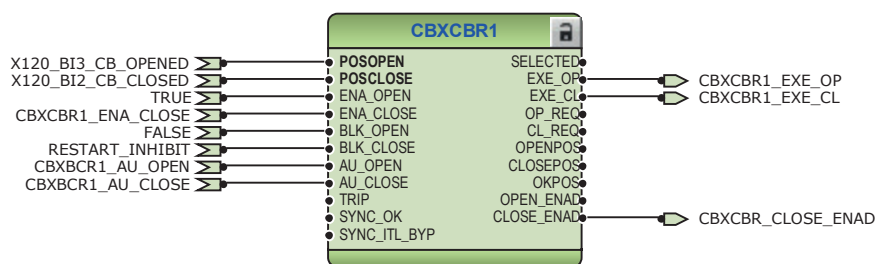 CBXCBR1
X120_BI3_CB_OPENED POSOPEN SELECTED
X120_BI2_CB_CLOSED POSCLOSE EXE_OP CBXCBR1_EXE_OP
TRUE ENA_OPEN EXE_CL CBXCBR1_EXE_CL
CBXCBR1_ENA_CLOSE ENA_CLOSE OP_REQ
FALSE BLK_OPEN CL_REQ
RESTART_INHIBIT BLK_CLOSE OPENPOS
CBXBCR1_AU_OPEN AU_OPEN CLOSEPOS
CBXBCR1_AU_CLOSE AU_CLOSE OKPOS
TRIP OPEN_ENAD
SYNC_OK CLOSE_ENAD CBXCBR_CLOSE_ENAD
SYNC_ITL_BYP